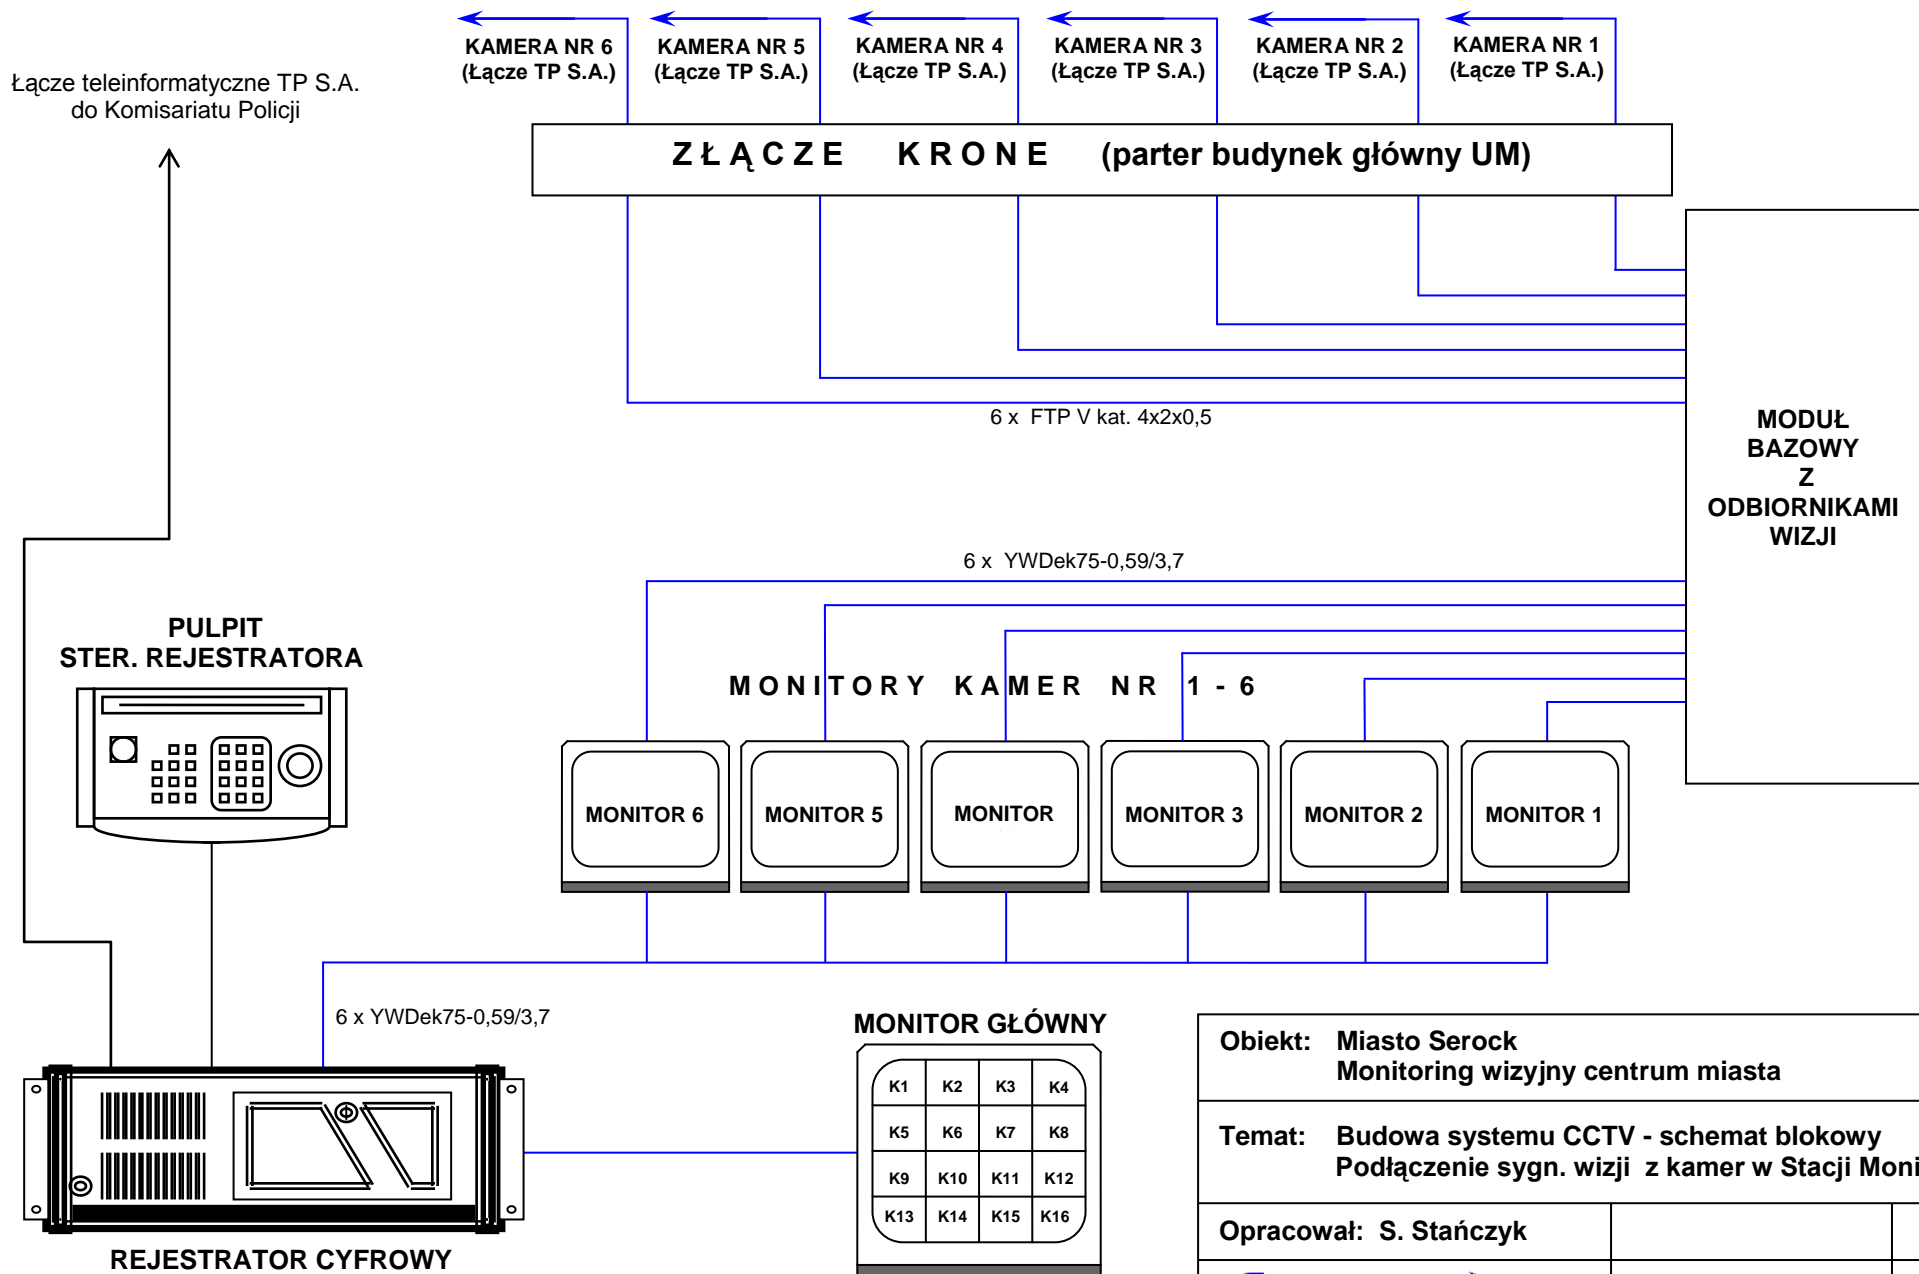 KAMERA NR 6
(Łącze TP S.A.)
KAMERA NR 5
(Łącze TP S.A.)
KAMERA NR 4
(Łącze TP S.A.)
KAMERA NR 3
(Łącze TP S.A.)
KAMERA NR 2
(Łącze TP S.A.)
KAMERA NR 1
(Łącze TP S.A.)
Łącze teleinformatyczne TP S.A.
do Komisariatu Policji
ZŁĄCZE KRONE (parter budynek główny UM)
6 x FTP V kat. 4x2x0,5
MODUŁ
BAZOWY
Z
ODBIORNIKAMI
WIZJI
6 x YWDek75-0,59/3,7
PULPIT
STER. REJESTRATORA
MONITORY KAMER NR 1 - 6
MONITOR 6
MONITOR 5
MONITOR
MONITOR 3
MONITOR 2
MONITOR 1
6 x YWDek75-0,59/3,7
MONITOR GŁÓWNY
K1 K2 K3 K4
K5 K6 K7 K8
K9 K10 K11 K12
K13 K14 K15 K16
REJESTRATOR CYFROWY
Obiekt: Miasto Serock
Monitoring wizyjny centrum miasta
Temat: Budowa systemu CCTV - schemat blokowy
Podłączenie sygn. wizji z kamer w Stacji Moni
Opracował: S. Stańczyk